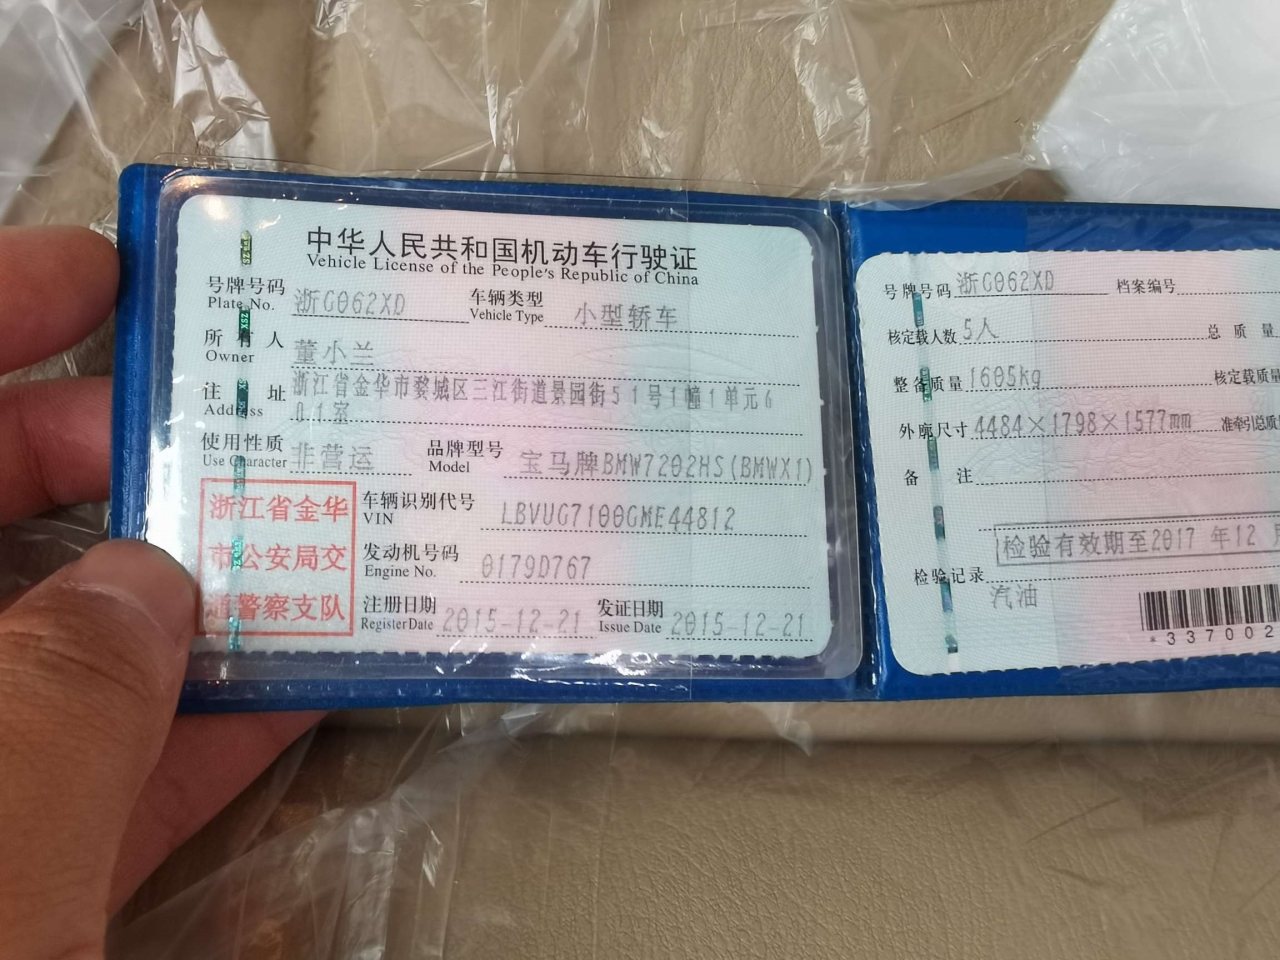 中华人民共和国机动车行驶证
Vehicle License of the People's Republic of China
号牌号码 浙G062XD 车辆类型 小型轿车
Plate No. Vehicle Type
所有人 董小兰
Owner
住址 浙江省金华市婺城区三江街道景园街51号1幢1单元6
Address 01室
使用性质 非营运 品牌型号 宝马牌BMW7202HS(BMWX1)
Use Character Model
浙江省金华
市公安局交
通警察支队
车辆识别代号 LBVUG7100GME44812
VIN
发动机号码 0179D767
Engine No.
注册日期 2015-12-21 发证日期 2015-12-21
Register Date Issue Date
号牌号码 浙G062XD 档案编号
核定载人数 5人 总质量
整备质量 1605kg 核定载质量
外廓尺寸 4484×1798×1577mm 准牵引总质
备注
检验有效期至2017 年12 月
检验记录
汽油
*337002